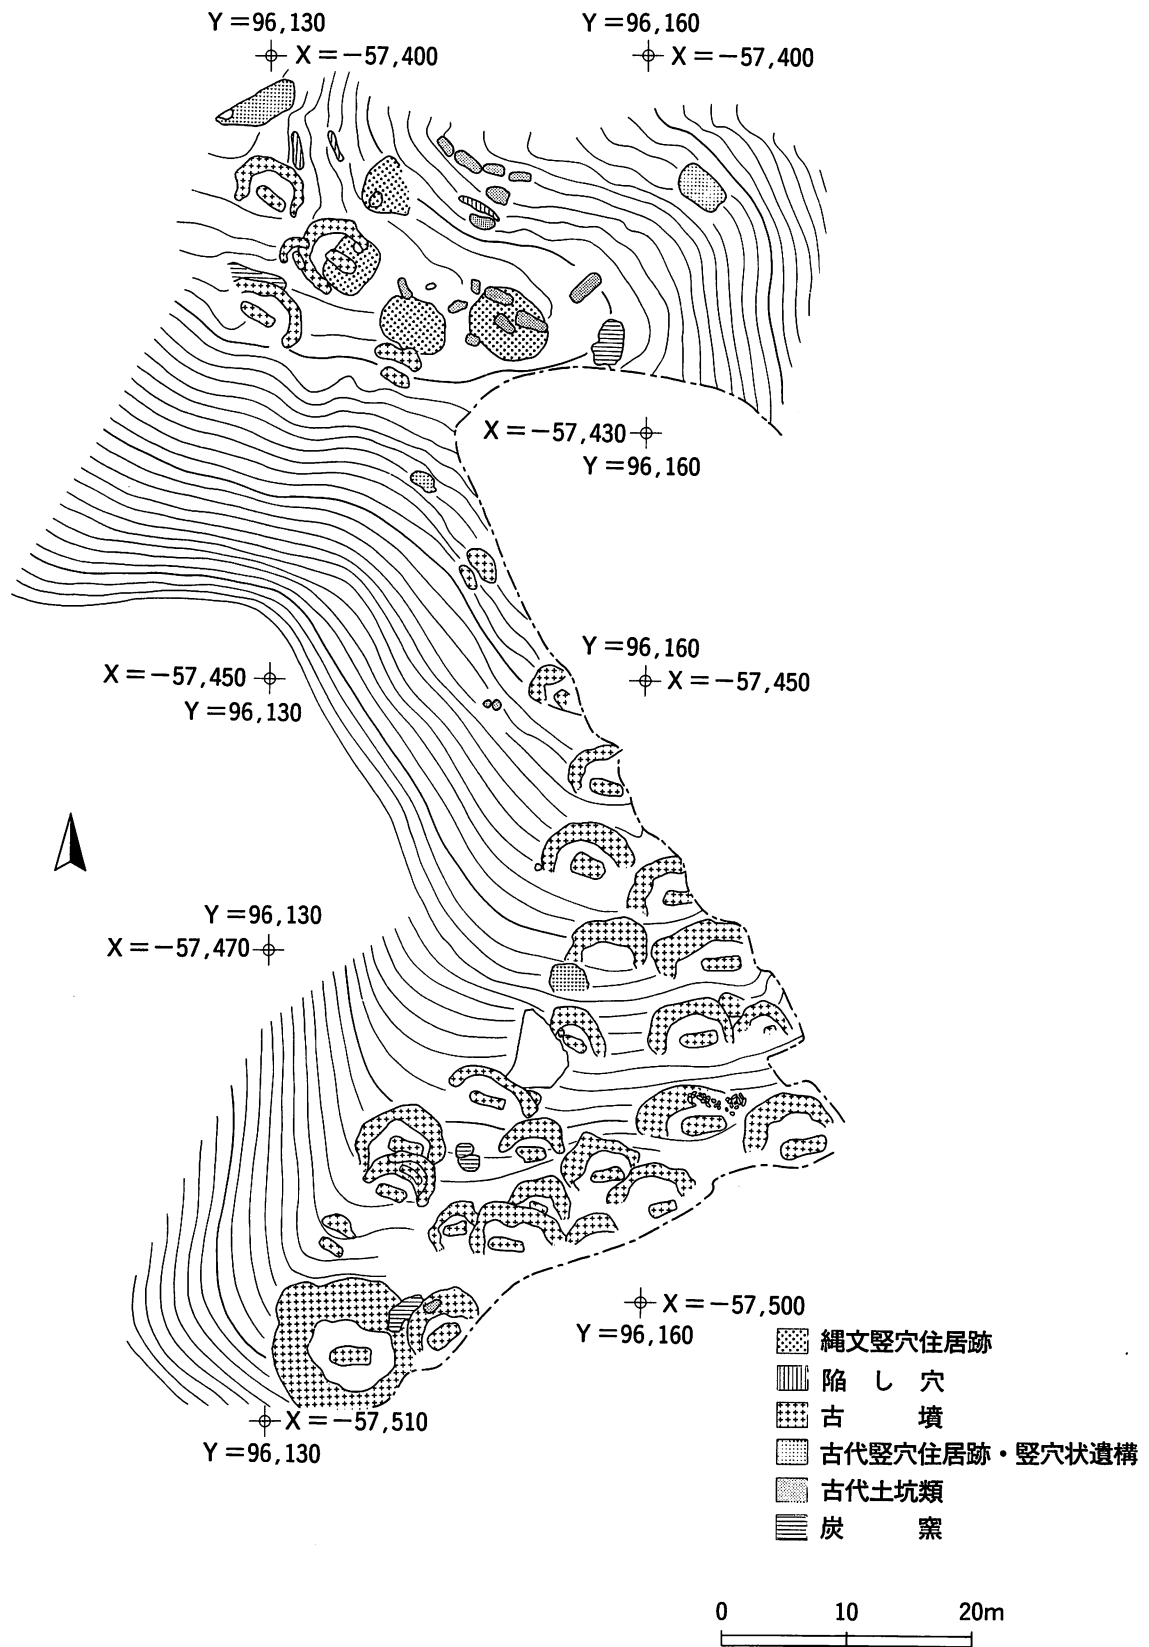 Y=96,130
X=−57,400
Y=96,160
X=−57,400
X=−57,430
Y=96,160
Y=96,160
X=−57,450
X=−57,450
Y=96,130
Y=96,130
X=−57,470
X=−57,500
Y=96,160
縄文竪穴住居跡
陥し穴
古墳
古代竪穴住居跡・竪穴状遺構
古代土坑類
炭窯
X=−57,510
Y=96,130
0 10 20m